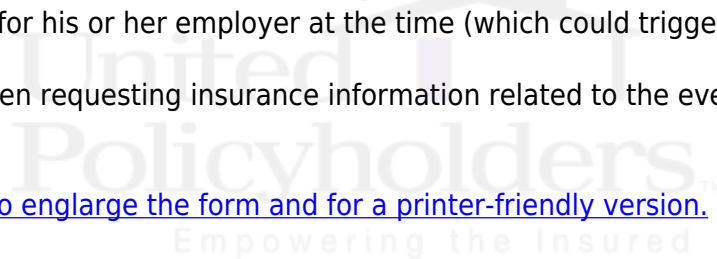 for his or her employer at the time (which could trigge
United
en requesting insurance information related to the eve
Policyholders™
o englarge the form and for a printer-friendly version.
Empowering the Insured